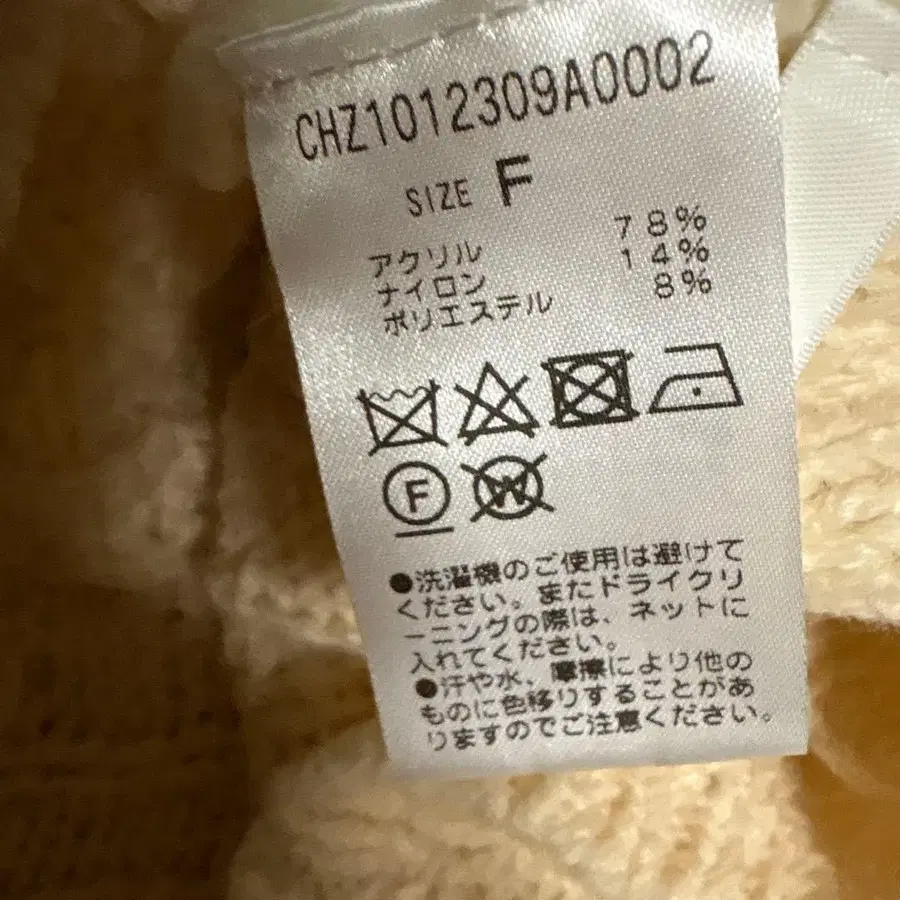 CHZ1012309A0002
SIZE F
アクリル 78%
ナイロン 14%
ポリエステル 8%
F W
●洗濯機のご使用は避けて
ください。またドライクリ
ーニングの際は、ネットに
入れてください。
●汗や水、摩擦により他の
ものに色移りすることがあ
りますのでご注意ください。